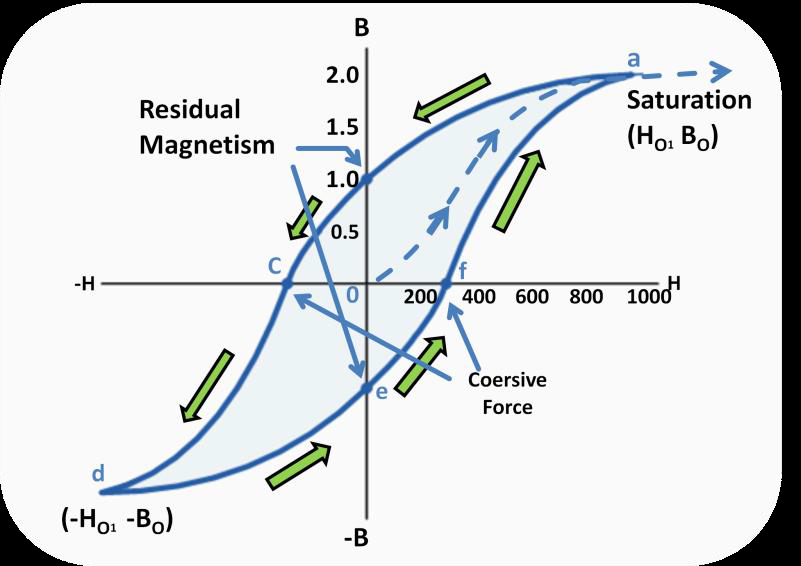 B
a
2.0
Saturation
(HO1 BO)
Residual
Magnetism
1.5
1.0
0.5
C
f
-H
0
200 400 600 800 1000
H
e
Coersive
Force
d
(-HO1 -BO)
-B